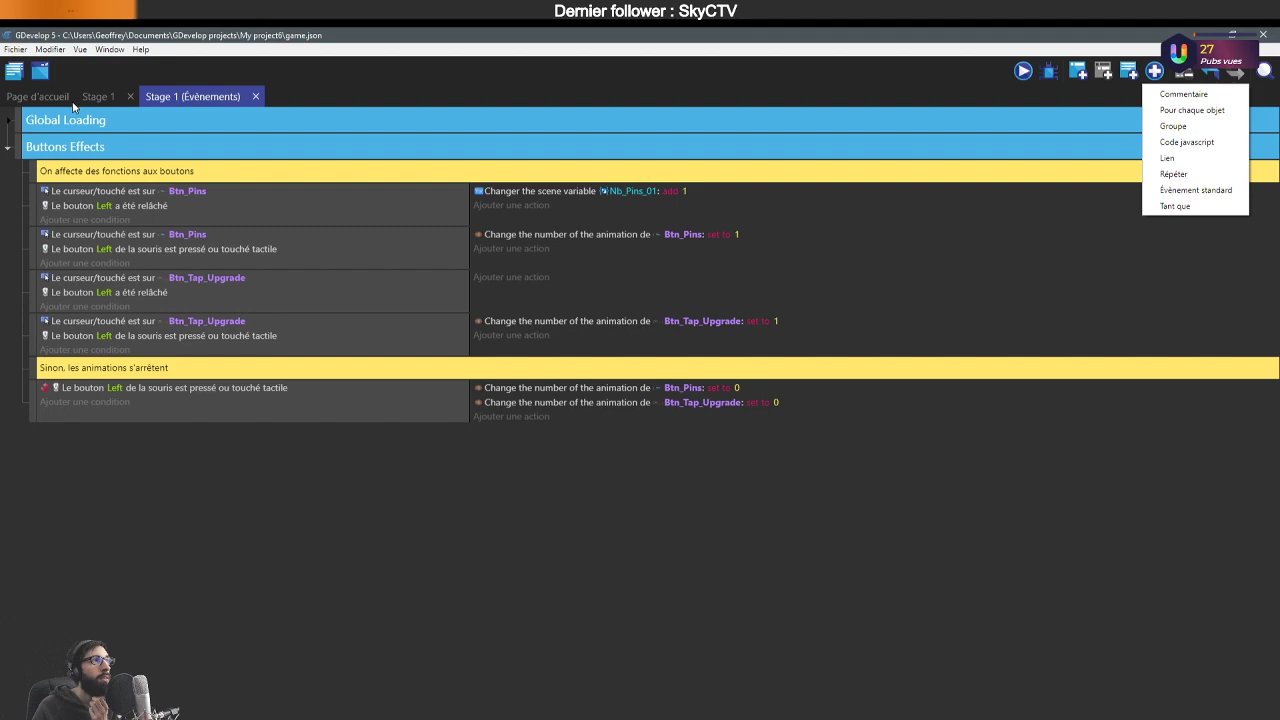 Dernier follower : SkyCTV
GDevelop 5 - C:\Users\Geoffrey\Documents\GDevelop projects\My project6\game.json
Fichier Modifier Vue Window Help
27
Pubs vues
Page d'accueil Stage 1 Stage 1 (Évènements)
Commentaire
Pour chaque objet
Groupe
Code javascript
Lien
Répéter
Évènement standard
Tant que
Global Loading
Buttons Effects
On affecte des fonctions aux boutons
Le curseur/touché est sur Btn_Pins Changer the scene variable Nb_Pins_01: add 1
Le bouton Left a été relâché Ajouter une action
Ajouter une condition
Le curseur/touché est sur Btn_Pins Change the number of the animation de Btn_Pins: set to 1
Le bouton Left de la souris est pressé ou touché tactile Ajouter une action
Ajouter une condition
Le curseur/touché est sur Btn_Tap_Upgrade Ajouter une action
Le bouton Left a été relâché
Ajouter une condition
Le curseur/touché est sur Btn_Tap_Upgrade Change the number of the animation de Btn_Tap_Upgrade: set to 1
Le bouton Left de la souris est pressé ou touché tactile Ajouter une action
Ajouter une condition
Sinon, les animations s'arrêtent
Le bouton Left de la souris est pressé ou touché tactile Change the number of the animation de Btn_Pins: set to 0
Ajouter une condition Change the number of the animation de Btn_Tap_Upgrade: set to 0
Ajouter une action